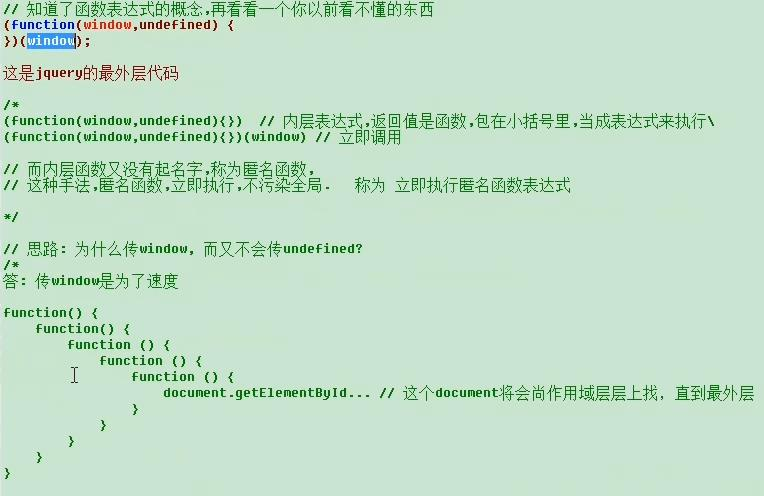 // 知道了函数表达式的概念,再看看一个你以前看不懂的东西
(function(window,undefined) {
})(window);
这是jquery的最外层代码
/*
(function(window,undefined){})  // 内层表达式,返回值是函数,包在小括号里,当成表达式来执行\
(function(window,undefined){})(window) // 立即调用
// 而内层函数又没有起名字,称为匿名函数,
// 这种手法,匿名函数,立即执行,不污染全局.  称为 立即执行匿名函数表达式
*/
// 思路: 为什么传window, 而又不会传undefined?
/*
答: 传window是为了速度
function() {
    function() {
        function () {
            function () {
                function () {
                    document.getElementById... // 这个document将会尚作用域层层上找, 直到最外层
                }
            }
        }
    }
}